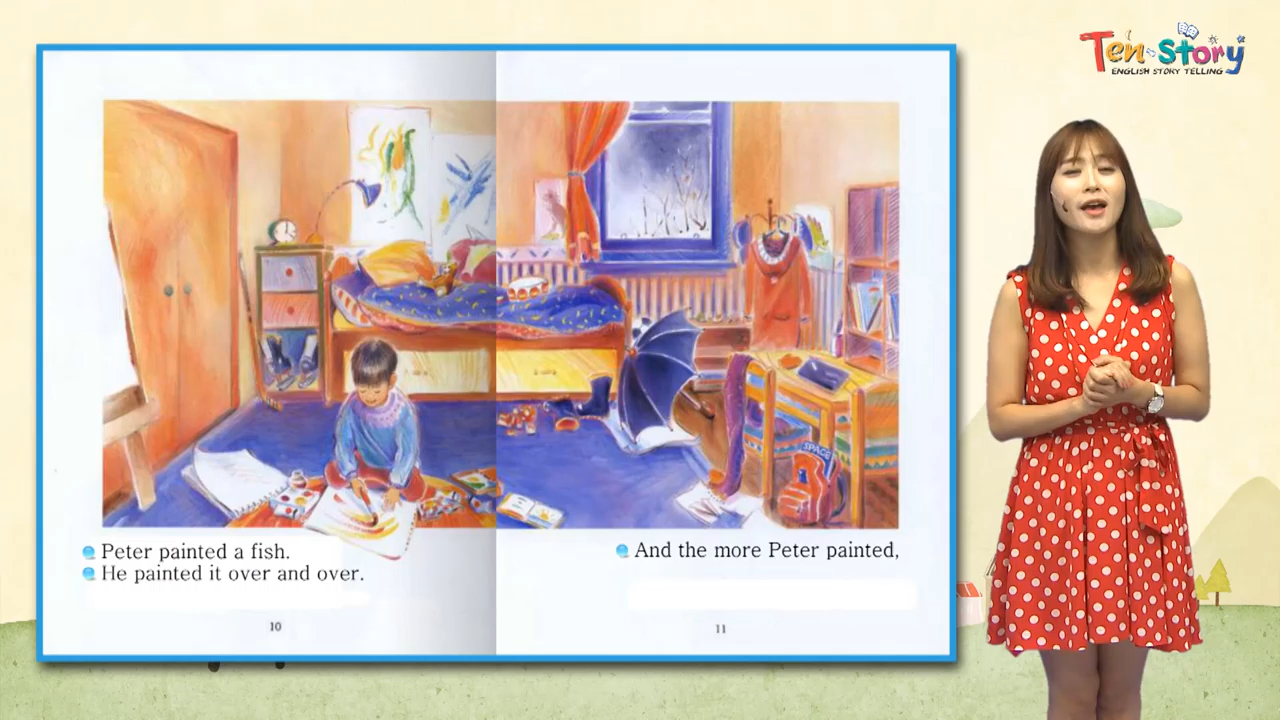 Ten Story
ENGLISH STORY TELLING
SPACE
Peter painted a fish.
He painted it over and over.
And the more Peter painted,
10
11